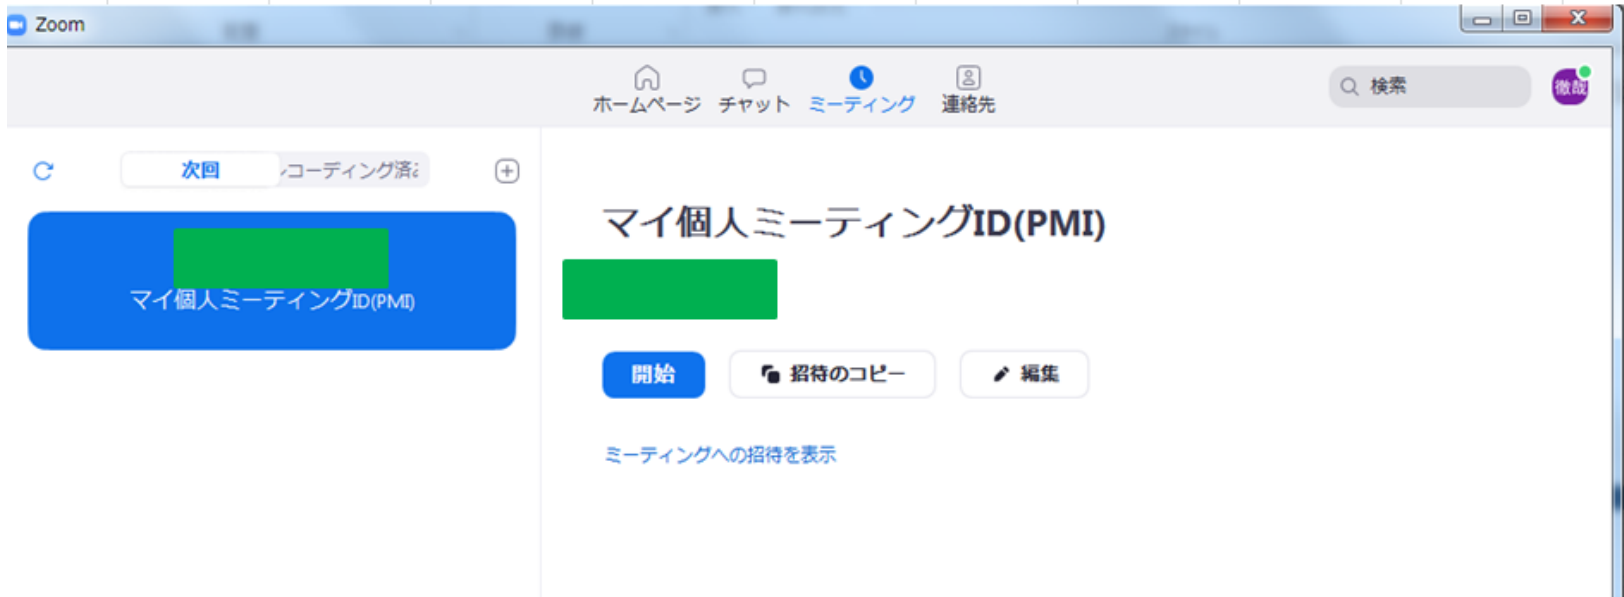 Zoom
ホームページ チャット ミーティング 連絡先
検索
徹哉
次回
コーディング済
マイ個人ミーティングID(PMI)
マイ個人ミーティングID(PMI)
開始
招待のコピー
編集
ミーティングへの招待を表示